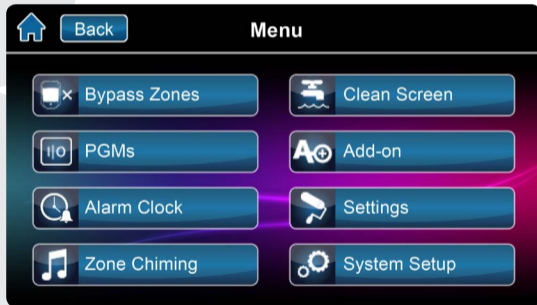 Back
Menu
Bypass Zones
Clean Screen
PGMs
Add-on
Alarm Clock
Settings
Zone Chiming
System Setup